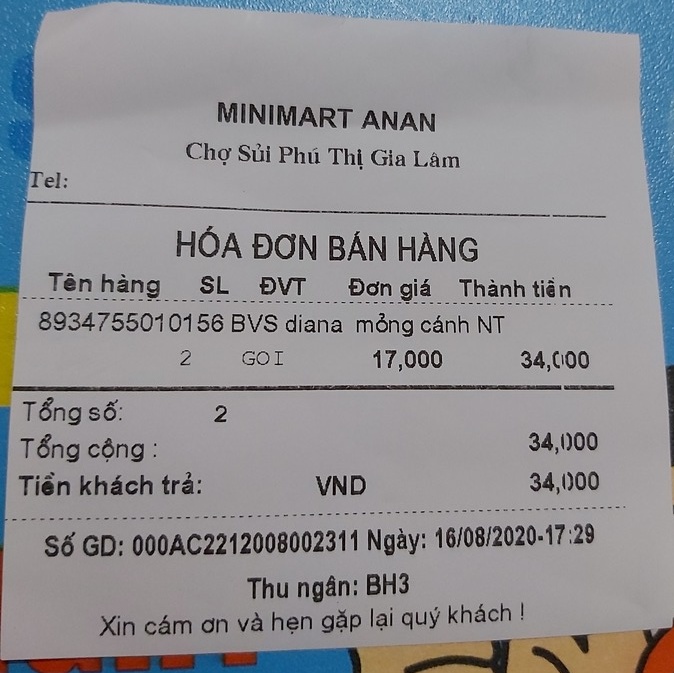 MINIMART ANAN
Chợ Sủi Phú Thị Gia Lâm
Tel:
HÓA ĐƠN BÁN HÀNG
Tên hàng SL ĐVT Đơn giá Thành tiền
8934755010156 BVS diana mỏng cánh NT
2 GOI 17,000 34,000
Tổng số: 2
Tổng cộng : 34,000
Tiền khách trả: VND 34,000
Số GD: 000AC2212008002311 Ngày: 16/08/2020-17:29
Thu ngân: BH3
Xin cám ơn và hẹn gặp lại quý khách !